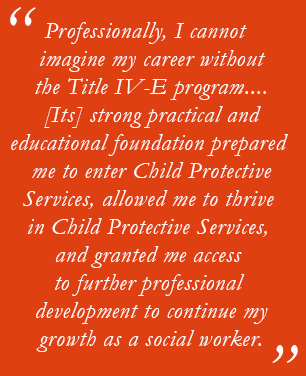 “ Professionally, I cannot
imagine my career without
the Title IV-E program....
[Its] strong practical and
educational foundation prepared
me to enter Child Protective
Services, allowed me to thrive
in Child Protective Services,
and granted me access
to further professional
development to continue my
growth as a social worker. ”